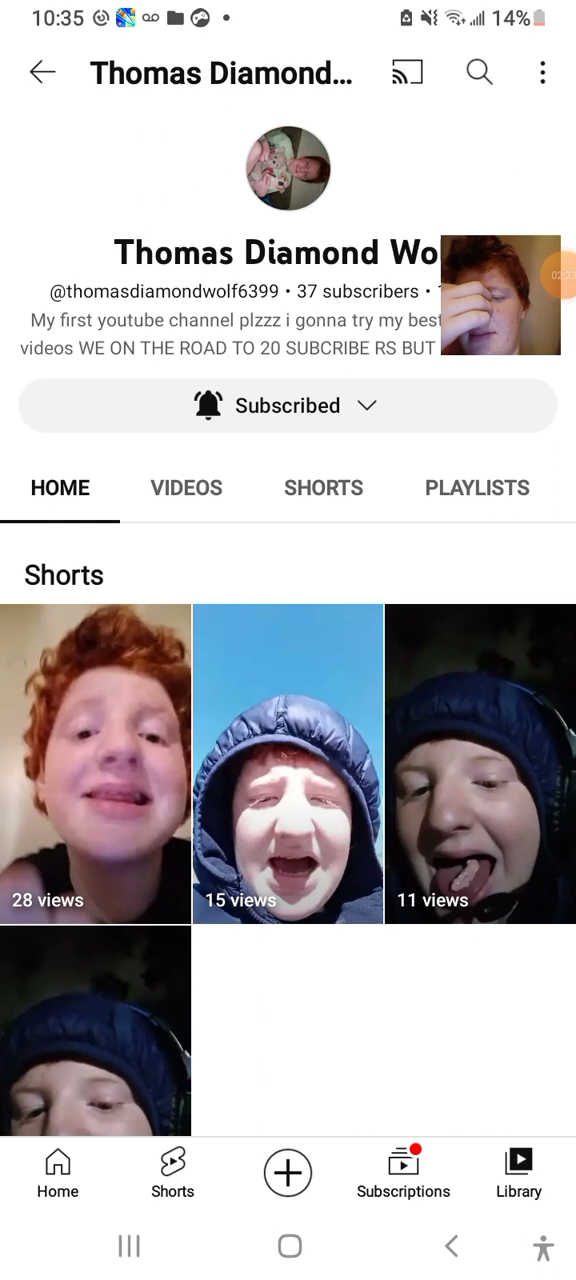 10:35 14%
Thomas Diamond...
Thomas Diamond Wo
02:23
@thomasdiamondwolf6399 • 37 subscribers •
My first youtube channel plzzz i gonna try my best
videos WE ON THE ROAD TO 20 SUBCRIBE RS BUT
Subscribed
HOME VIDEOS SHORTS PLAYLISTS
Shorts
28 views 15 views 11 views
Home Shorts Subscriptions Library